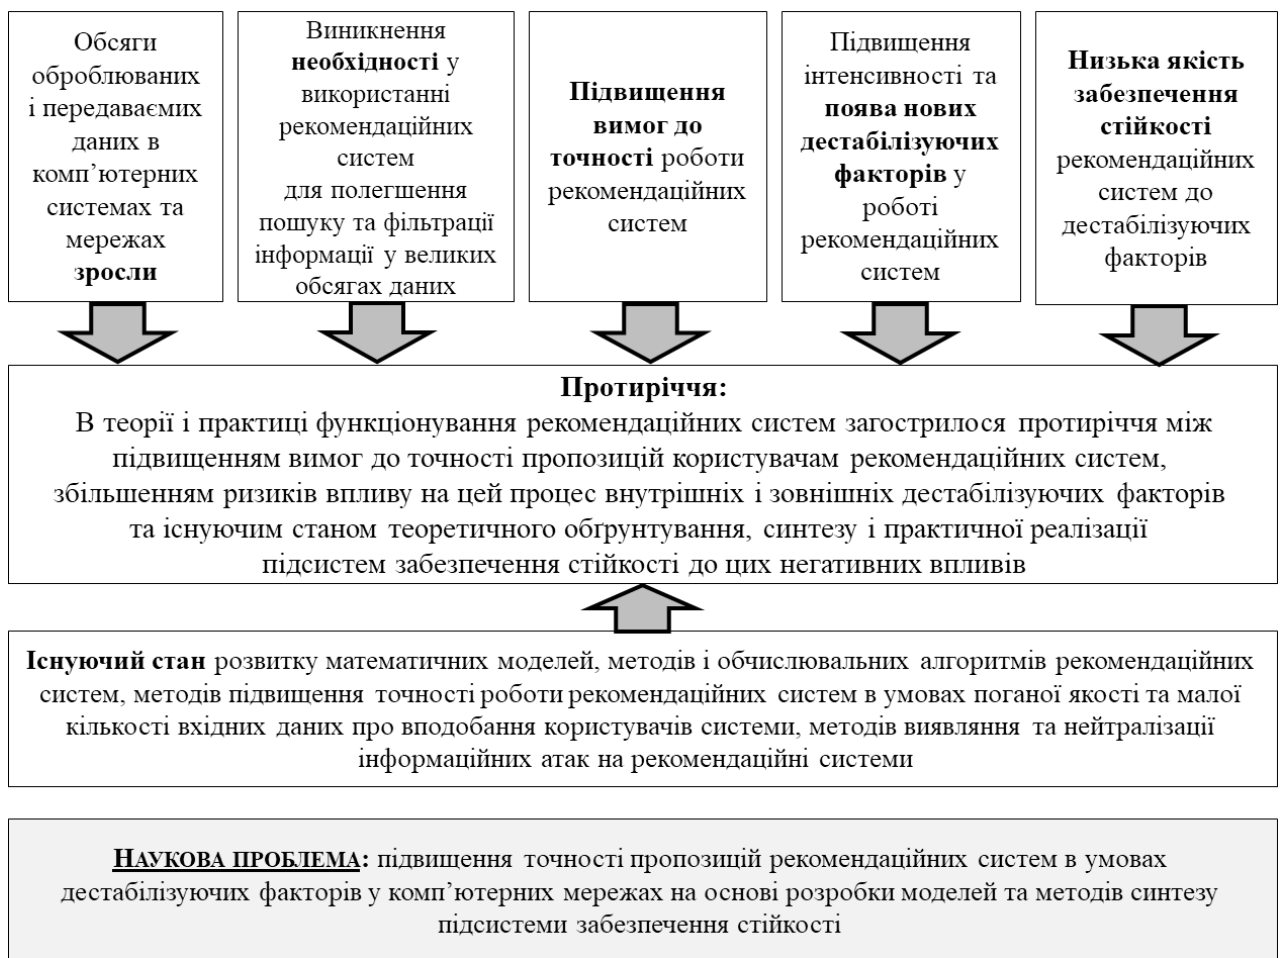 Обсяги
оброблюваних
і передаваємих
даних в
комп’ютерних
системах та
мережах
зросли
Виникнення
необхідності у
використанні
рекомендаційних
систем
для полегшення
пошуку та фільтрації
інформації у великих
обсягах даних
Підвищення
вимог до
точності роботи
рекомендаційних
систем
Підвищення
інтенсивності та
поява нових
дестабілізуючих
факторів у
роботі
рекомендаційних
систем
Низька якість
забезпечення
стійкості
рекомендаційних
систем до
дестабілізуючих
факторів
Протиріччя:
В теорії і практиці функціонування рекомендаційних систем загострилося протиріччя між
підвищенням вимог до точності пропозицій користувачам рекомендаційних систем,
збільшенням ризиків впливу на цей процес внутрішніх і зовнішніх дестабілізуючих факторів
та існуючим станом теоретичного обґрунтування, синтезу і практичної реалізації
підсистем забезпечення стійкості до цих негативних впливів
Існуючий стан розвитку математичних моделей, методів і обчислювальних алгоритмів рекомендаційних
систем, методів підвищення точності роботи рекомендаційних систем в умовах поганої якості та малої
кількості вхідних даних про вподобання користувачів системи, методів виявляння та нейтралізації
інформаційних атак на рекомендаційні системи
НАУКОВА ПРОБЛЕМА: підвищення точності пропозицій рекомендаційних систем в умовах
дестабілізуючих факторів у комп’ютерних мережах на основі розробки моделей та методів синтезу
підсистеми забезпечення стійкості